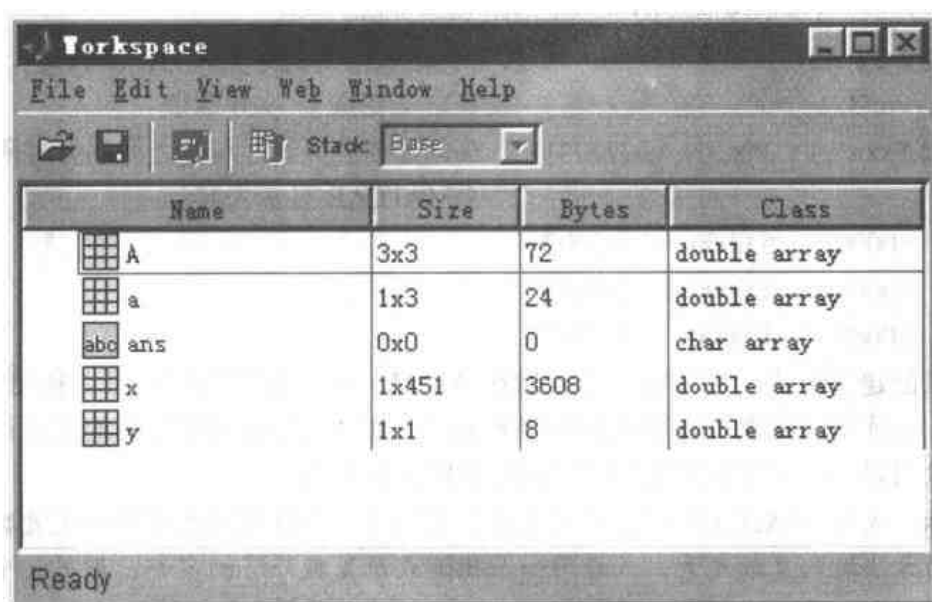 Workspace
File Edit View Web Window Help
Stack: Base
Name Size Bytes Class
A 3x3 72 double array
a 1x3 24 double array
abc ans 0x0 0 char array
x 1x451 3608 double array
y 1x1 8 double array
Ready